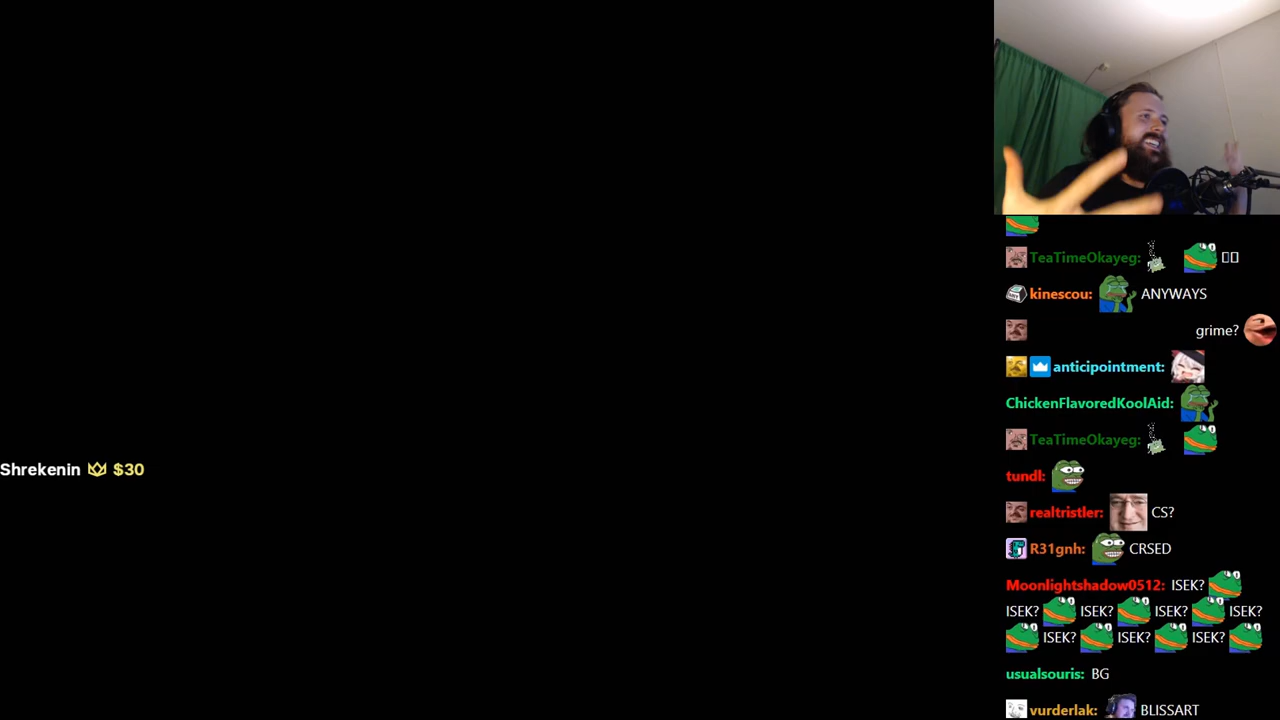 TeaTimeOkayeg:
kinescou: ANYWAYS
grime?
anticipointment:
ChickenFlavoredKoolAid:
TeaTimeOkayeg:
Shrekenin $30
tundl:
realtristler: CS?
R31gnh: CRSED
Moonlightshadow0512: ISEK?
ISEK? ISEK? ISEK? ISEK?
ISEK? ISEK? ISEK?
usualsouris: BG
vurderlak: BLISSART